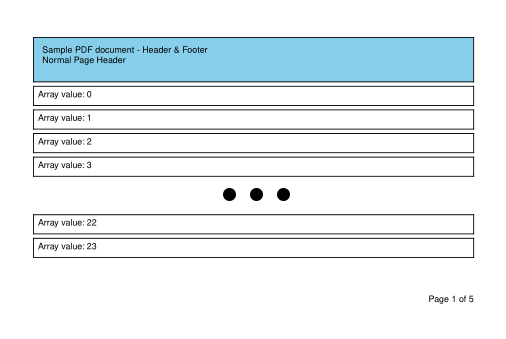 Sample PDF document - Header & Footer
Normal Page Header
Array value: 0
Array value: 1
Array value: 2
Array value: 3
Array value: 22
Array value: 23
Page 1 of 5